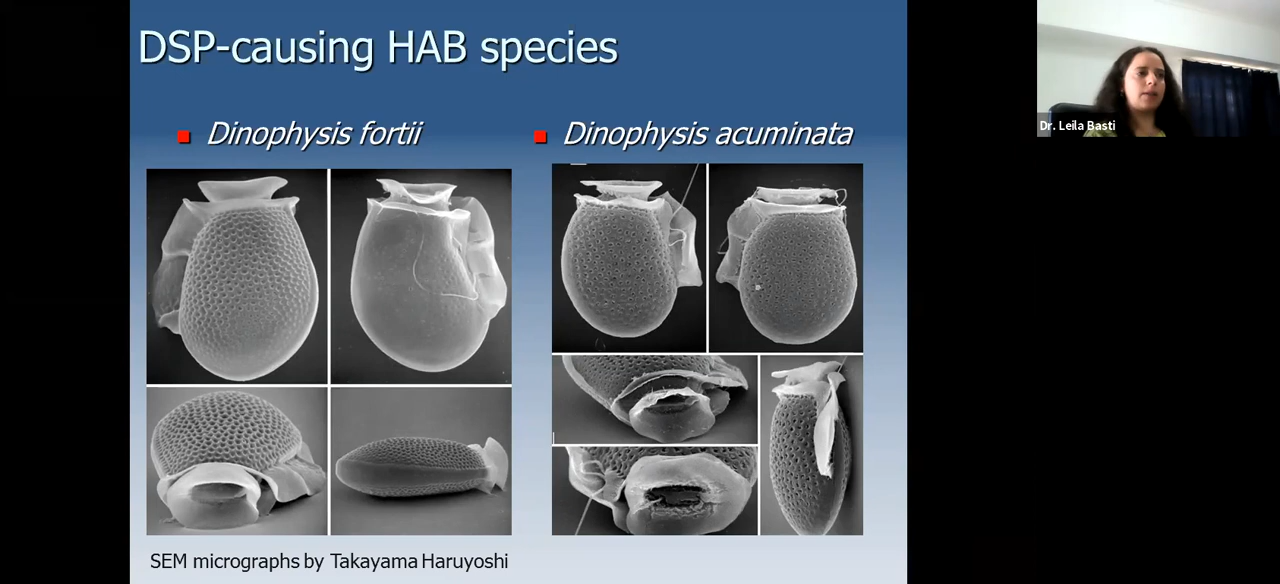 DSP-causing HAB species
Dinophysis fortii
Dinophysis acuminata
SEM micrographs by Takayama Haruyoshi
Dr. Leila Basti